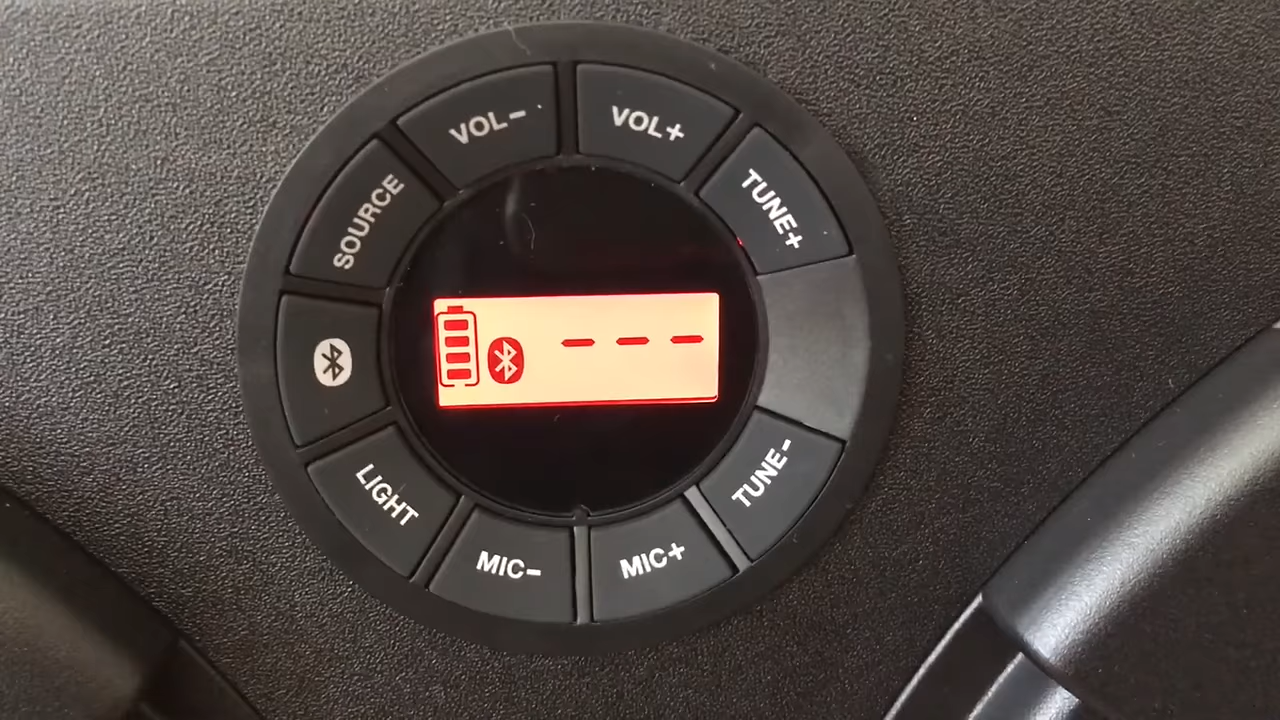 VOL-
VOL+
SOURCE
TUNE+
---
LIGHT
TUNE-
MIC-
MIC+